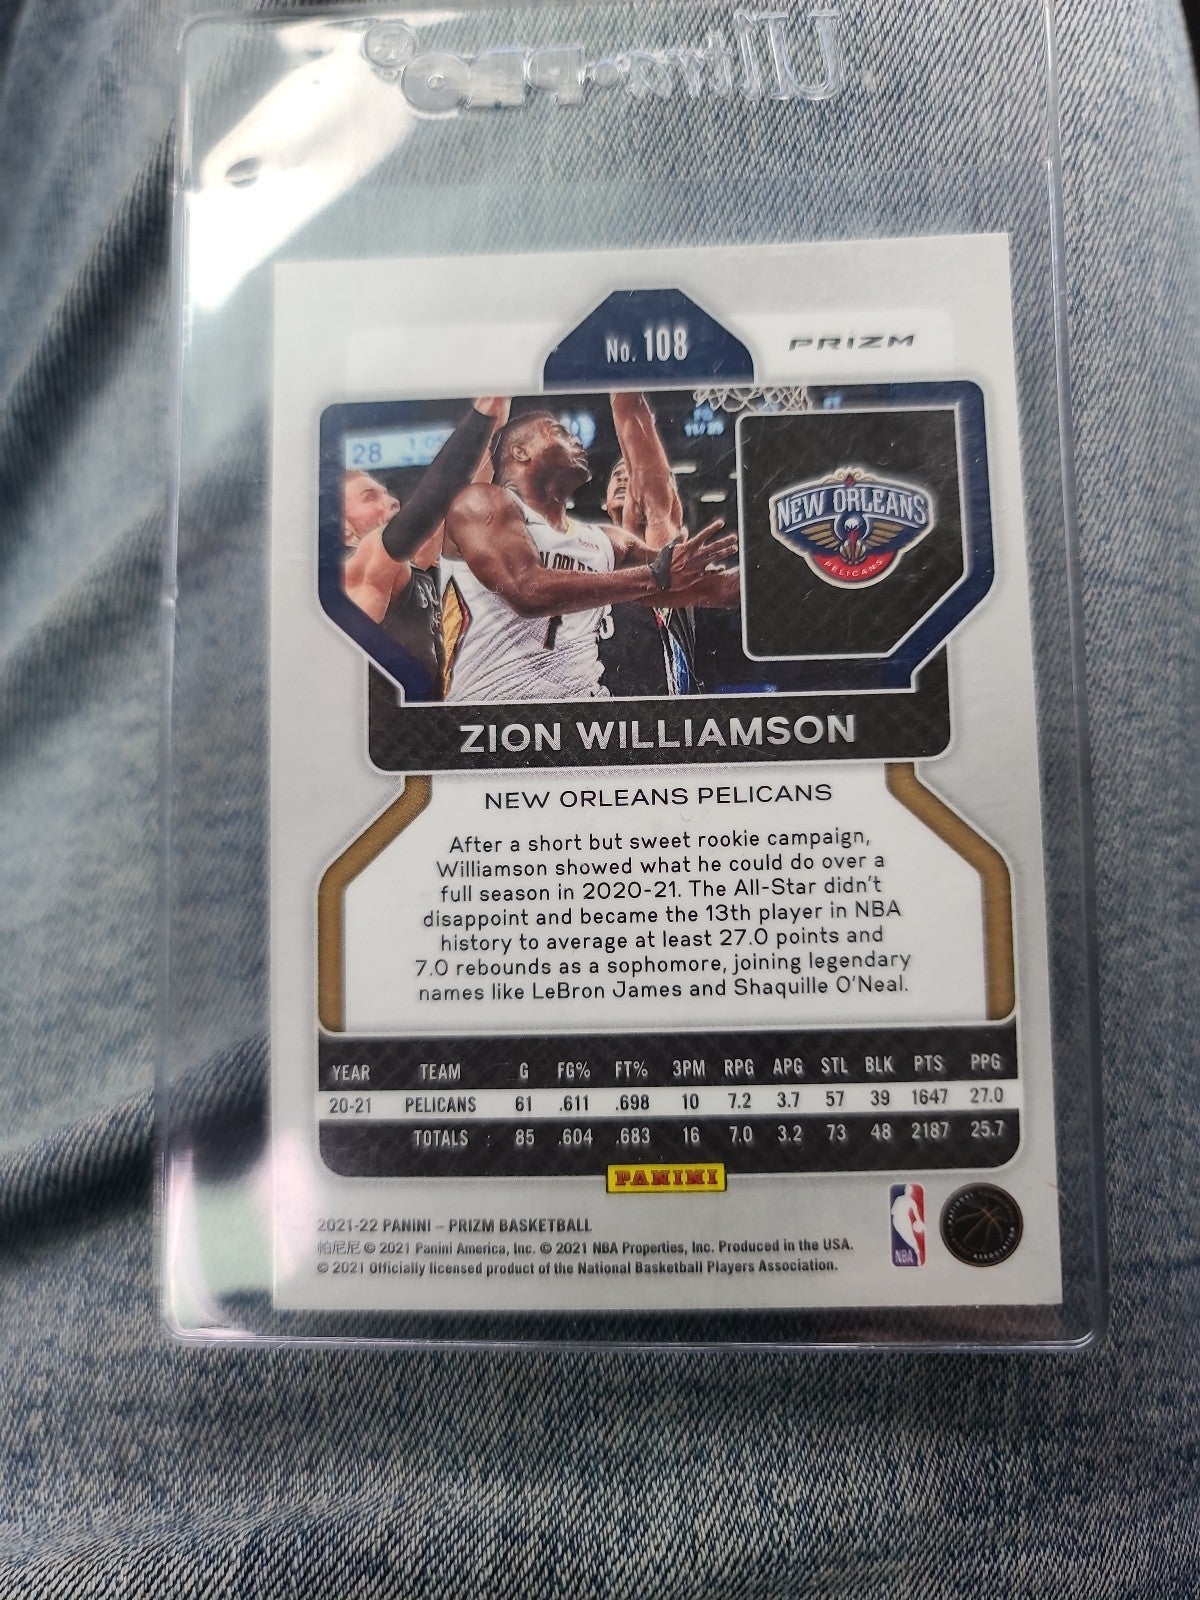 Ultra•PRO®
No. 108
PRIZM
28
NEW ORLEANS
PELICANS
ZION WILLIAMSON
NEW ORLEANS PELICANS
After a short but sweet rookie campaign,
Williamson showed what he could do over a
full season in 2020-21. The All-Star didn't
disappoint and became the 13th player in NBA
history to average at least 27.0 points and
7.0 rebounds as a sophomore, joining legendary
names like LeBron James and Shaquille O'Neal.
YEAR TEAM G FG% FT% 3PM RPG APG STL BLK PTS PPG
20-21 PELICANS 61 .611 .698 10 7.2 3.7 57 39 1647 27.0
TOTALS : 85 .604 .683 16 7.0 3.2 73 48 2187 25.7
PANINI
2021-22 PANINI – PRIZM BASKETBALL
帕尼尼 © 2021 Panini America, Inc. © 2021 NBA Properties, Inc. Produced in the USA.
© 2021 Officially licensed product of the National Basketball Players Association.
NBA